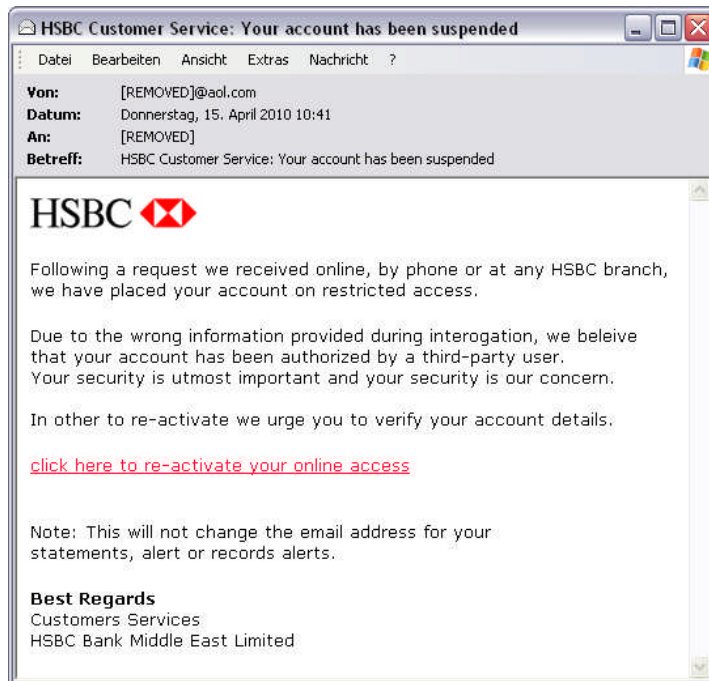 HSBC Customer Service: Your account has been suspended
Datei Bearbeiten Ansicht Extras Nachricht ?
Von: [REMOVED]@aol.com
Datum: Donnerstag, 15. April 2010 10:41
An: [REMOVED]
Betreff: HSBC Customer Service: Your account has been suspended
HSBC
Following a request we received online, by phone or at any HSBC branch,
we have placed your account on restricted access.
Due to the wrong information provided during interogation, we beleive
that your account has been authorized by a third-party user.
Your security is utmost important and your security is our concern.
In other to re-activate we urge you to verify your account details.
click here to re-activate your online access
Note: This will not change the email address for your
statements, alert or records alerts.
Best Regards
Customers Services
HSBC Bank Middle East Limited